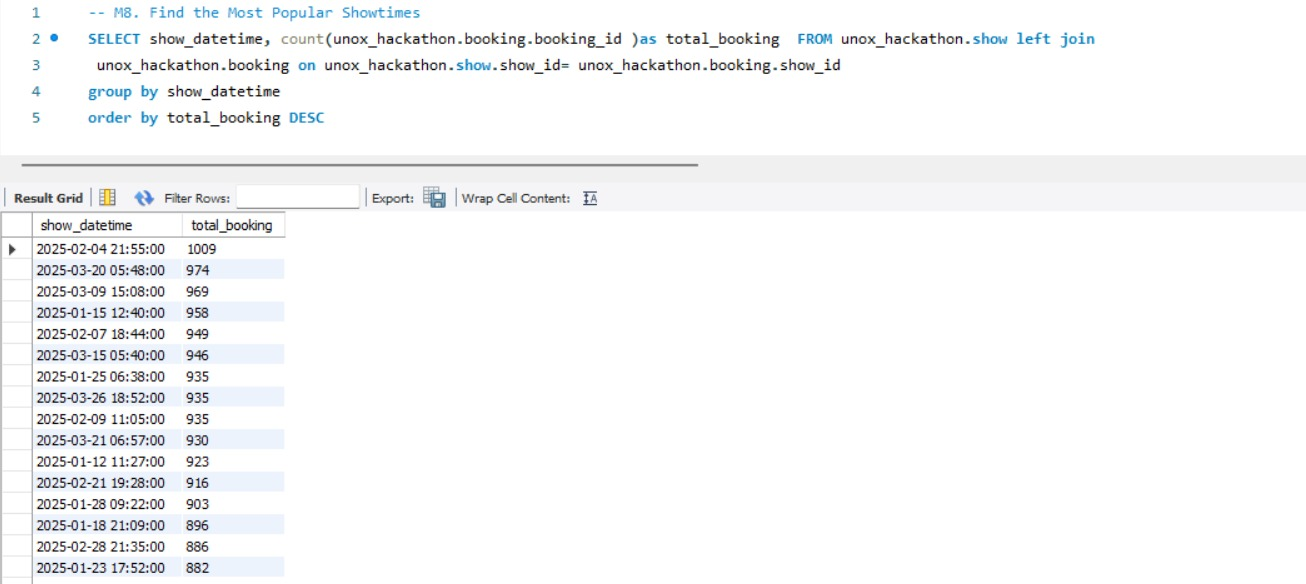 1 -- M8. Find the Most Popular Showtimes
2 SELECT show_datetime, count(unox_hackathon.booking.booking_id )as total_booking  FROM unox_hackathon.show left join
3 unox_hackathon.booking on unox_hackathon.show.show_id= unox_hackathon.booking.show_id
4 group by show_datetime
5 order by total_booking DESC
Result Grid Filter Rows: Export: Wrap Cell Content:
show_datetime total_booking
2025-02-04 21:55:00 1009
2025-03-20 05:48:00 974
2025-03-09 15:08:00 969
2025-01-15 12:40:00 958
2025-02-07 18:44:00 949
2025-03-15 05:40:00 946
2025-01-25 06:38:00 935
2025-03-26 18:52:00 935
2025-02-09 11:05:00 935
2025-03-21 06:57:00 930
2025-01-12 11:27:00 923
2025-02-21 19:28:00 916
2025-01-28 09:22:00 903
2025-01-18 21:09:00 896
2025-02-28 21:35:00 886
2025-01-23 17:52:00 882